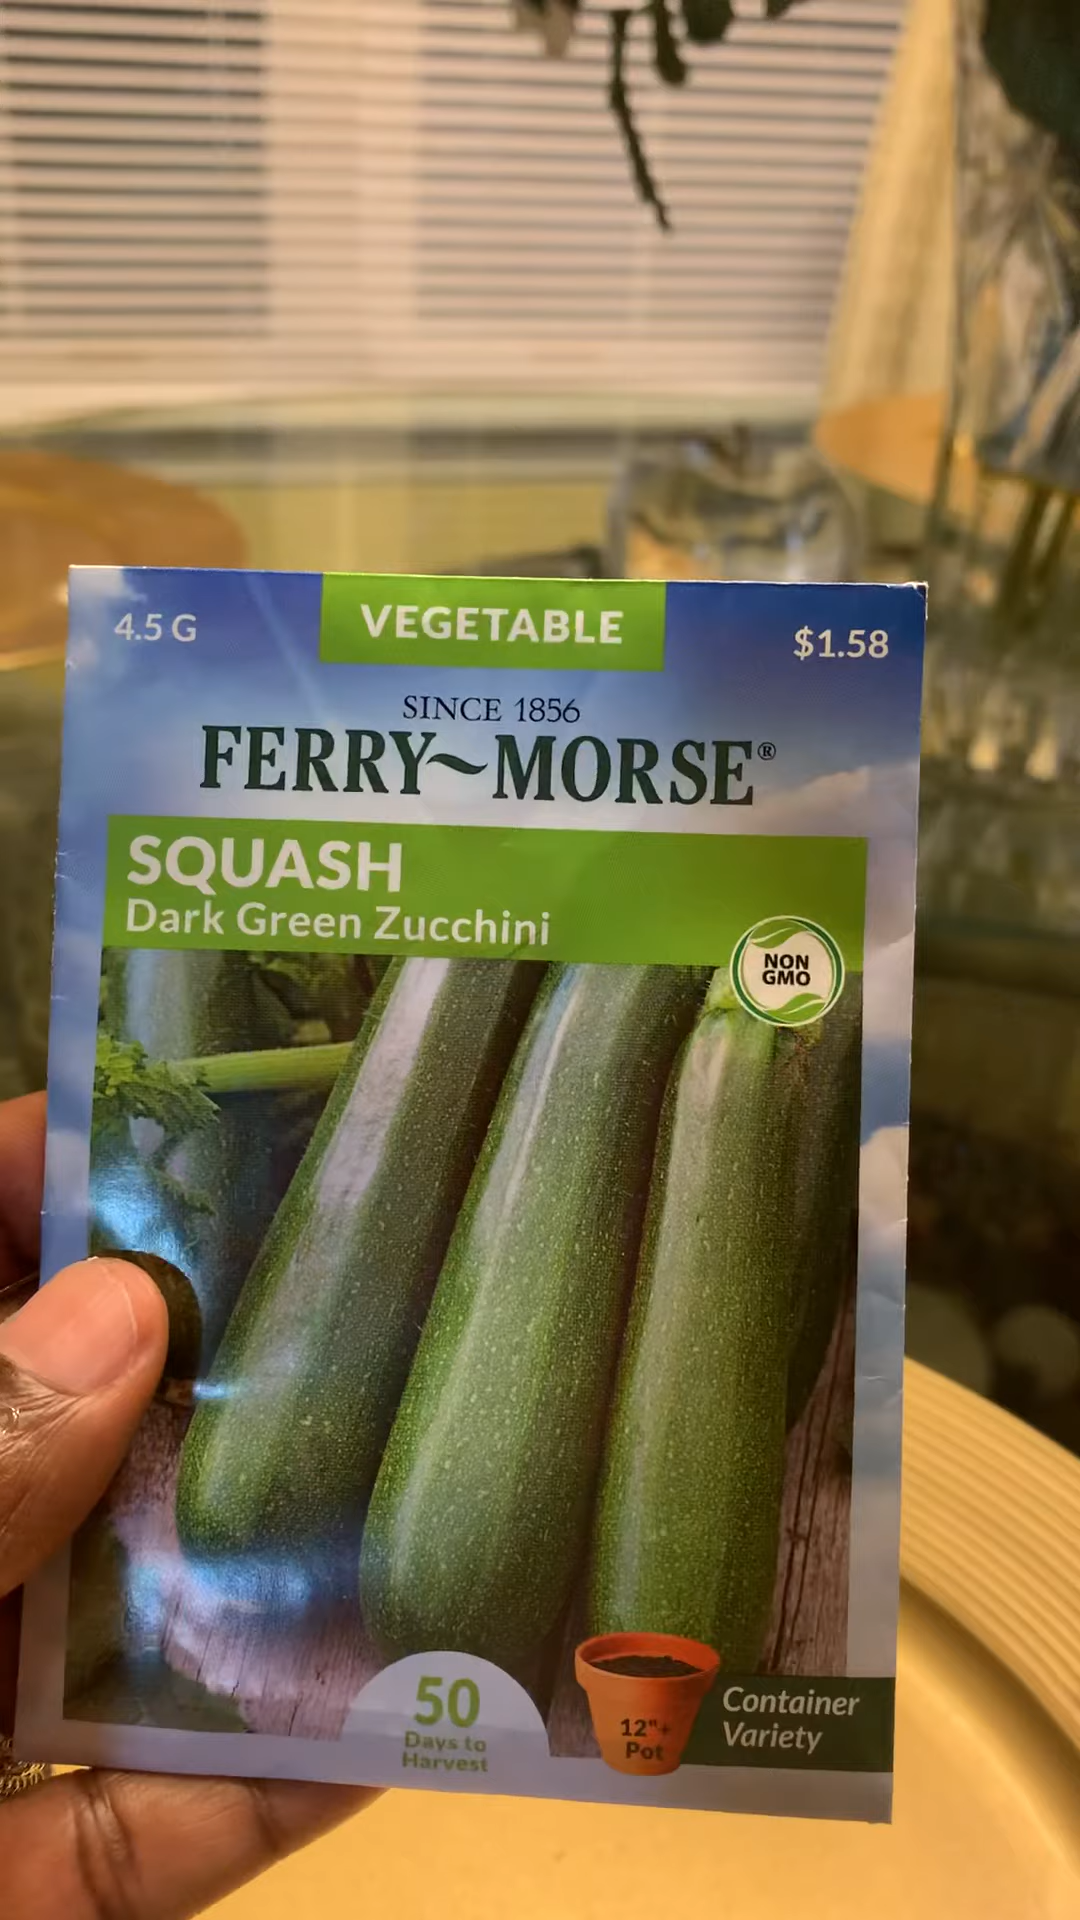 4.5 G
VEGETABLE
$1.58
SINCE 1856
FERRY~MORSE®
SQUASH
Dark Green Zucchini
NON
GMO
50
Days to
Harvest
12"+
Pot
Container
Variety